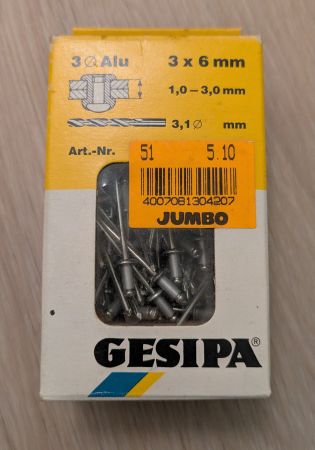 3 Ø Alu 3 x 6 mm
1,0 – 3,0 mm
3,1 Ø mm
Art.-Nr.
51 5.10
4007081304207
JUMBO
GESIPA®